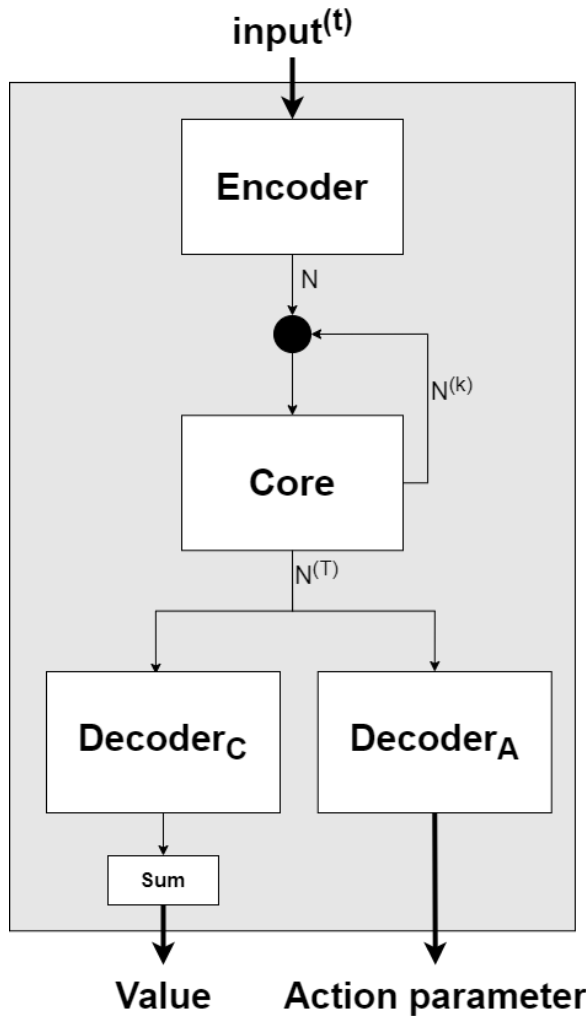 input(t)
Encoder
N
N(k)
Core
N(T)
DecoderC
DecoderA
Sum
Value
Action parameter